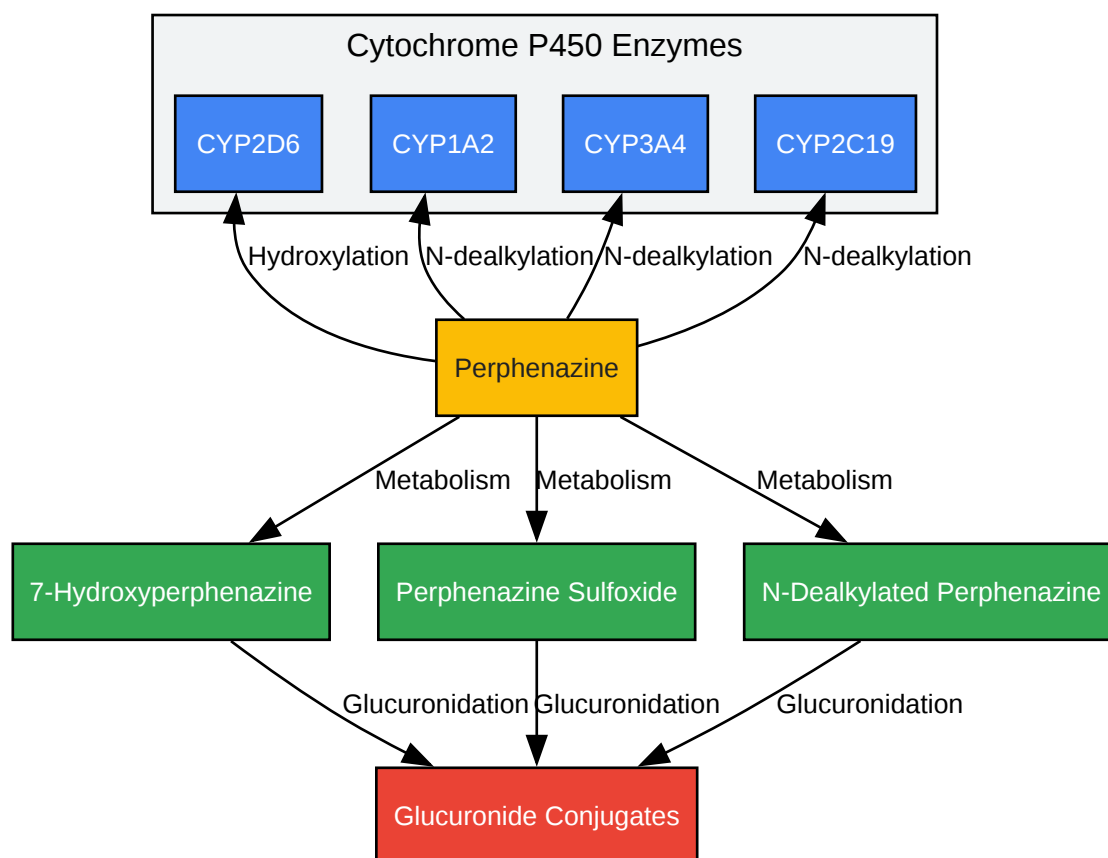 Cytochrome P450 Enzymes
CYP2D6
CYP1A2
CYP3A4
CYP2C19
Hydroxylation
N-dealkylation
N-dealkylation
N-dealkylation
Perphenazine
Metabolism
Metabolism
Metabolism
7-Hydroxyperphenazine
Perphenazine Sulfoxide
N-Dealkylated Perphenazine
Glucuronidation
Glucuronidation
Glucuronidation
Glucuronide Conjugates